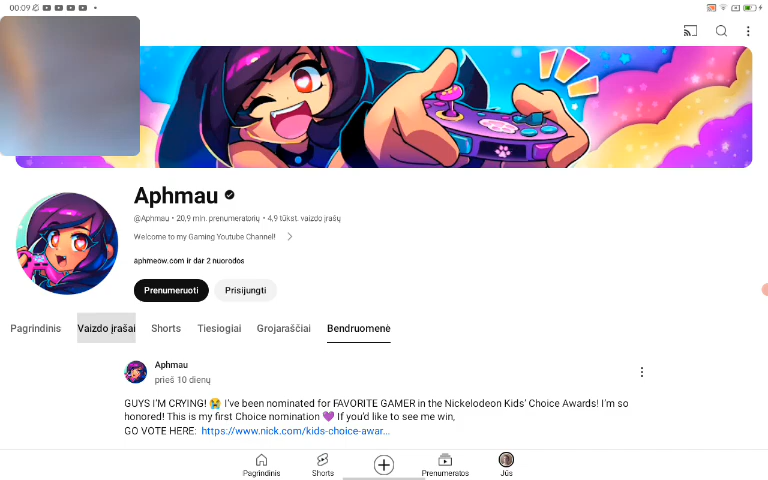 00:09
Aphmau
@Aphmau • 20,9 mln. prenumeratorių • 4,9 tūkst. vaizdo įrašų
Welcome to my Gaming Youtube Channel!
aphmeow.com ir dar 2 nuorodos
Prenumeruoti Prisijungti
Pagrindinis Vaizdo įrašai Shorts Tiesiogiai Grojaraščiai Bendruomenė
Aphmau
prieš 10 dienų
GUYS I'M CRYING! 😭 I've been nominated for FAVORITE GAMER in the Nickelodeon Kids' Choice Awards! I'm so
honored! This is my first Choice nomination 💜 If you'd like to see me win,
GO VOTE HERE: https://www.nick.com/kids-choice-awar...
Pagrindinis Shorts Prenumeratos Jūs